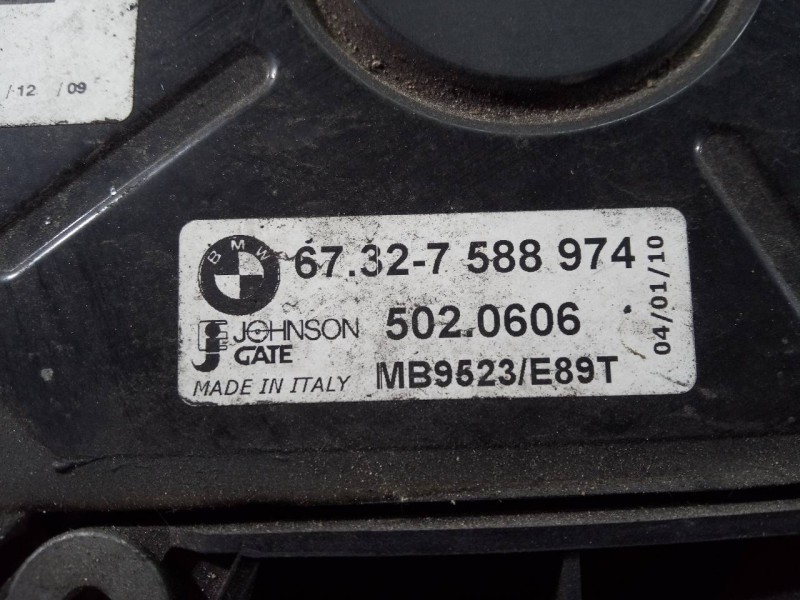 /12 /09
BMW
67.32-7 588 974
JOHNSON
GATE
502.0606
MADE IN ITALY
MB9523/E89T
04/01/10